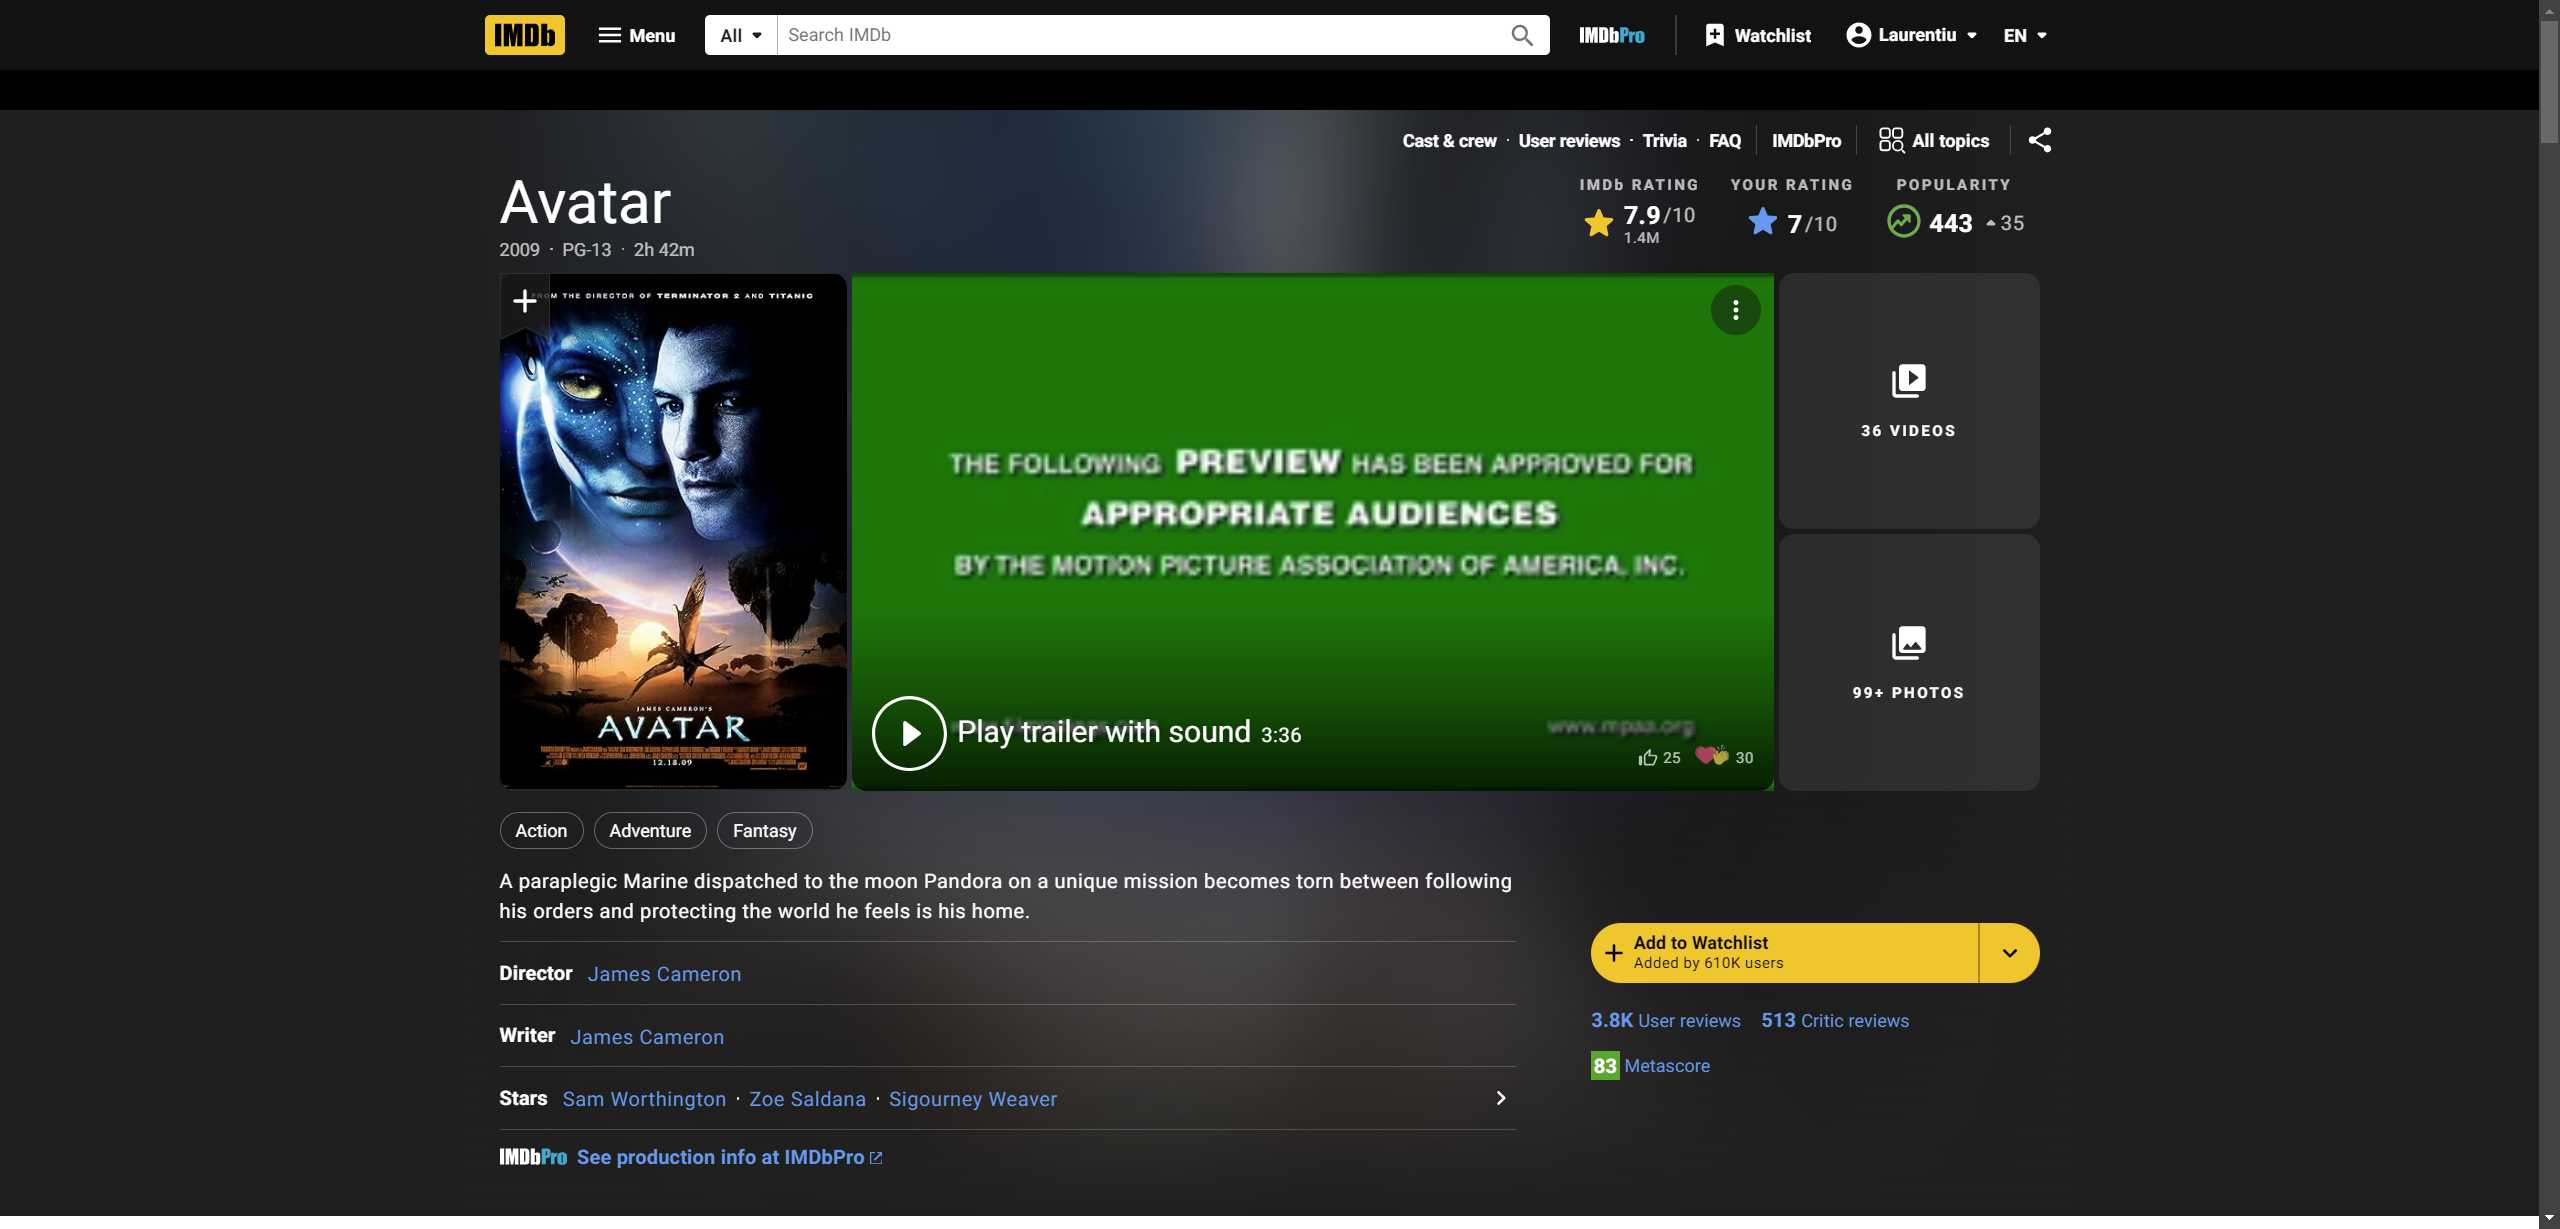 IMDb Menu All Search IMDb IMDbPro Watchlist Laurentiu EN
Cast & crew · User reviews · Trivia · FAQ IMDbPro All topics
Avatar
2009 · PG-13 · 2h 42m
IMDb RATING YOUR RATING POPULARITY
7.9/10 7/10 443 35
1.4M
FROM THE DIRECTOR OF TERMINATOR 2 AND TITANIC
JAMES CAMERON'S
AVATAR
12.18.09
THE FOLLOWING PREVIEW HAS BEEN APPROVED FOR
APPROPRIATE AUDIENCES
BY THE MOTION PICTURE ASSOCIATION OF AMERICA, INC.
www.mpaa.org
Play trailer with sound 3:36
25 30
36 VIDEOS
99+ PHOTOS
Action Adventure Fantasy
A paraplegic Marine dispatched to the moon Pandora on a unique mission becomes torn between following
his orders and protecting the world he feels is his home.
Director James Cameron
Writer James Cameron
Stars Sam Worthington · Zoe Saldana · Sigourney Weaver
IMDbPro See production info at IMDbPro
Add to Watchlist
Added by 610K users
3.8K User reviews 513 Critic reviews
83 Metascore